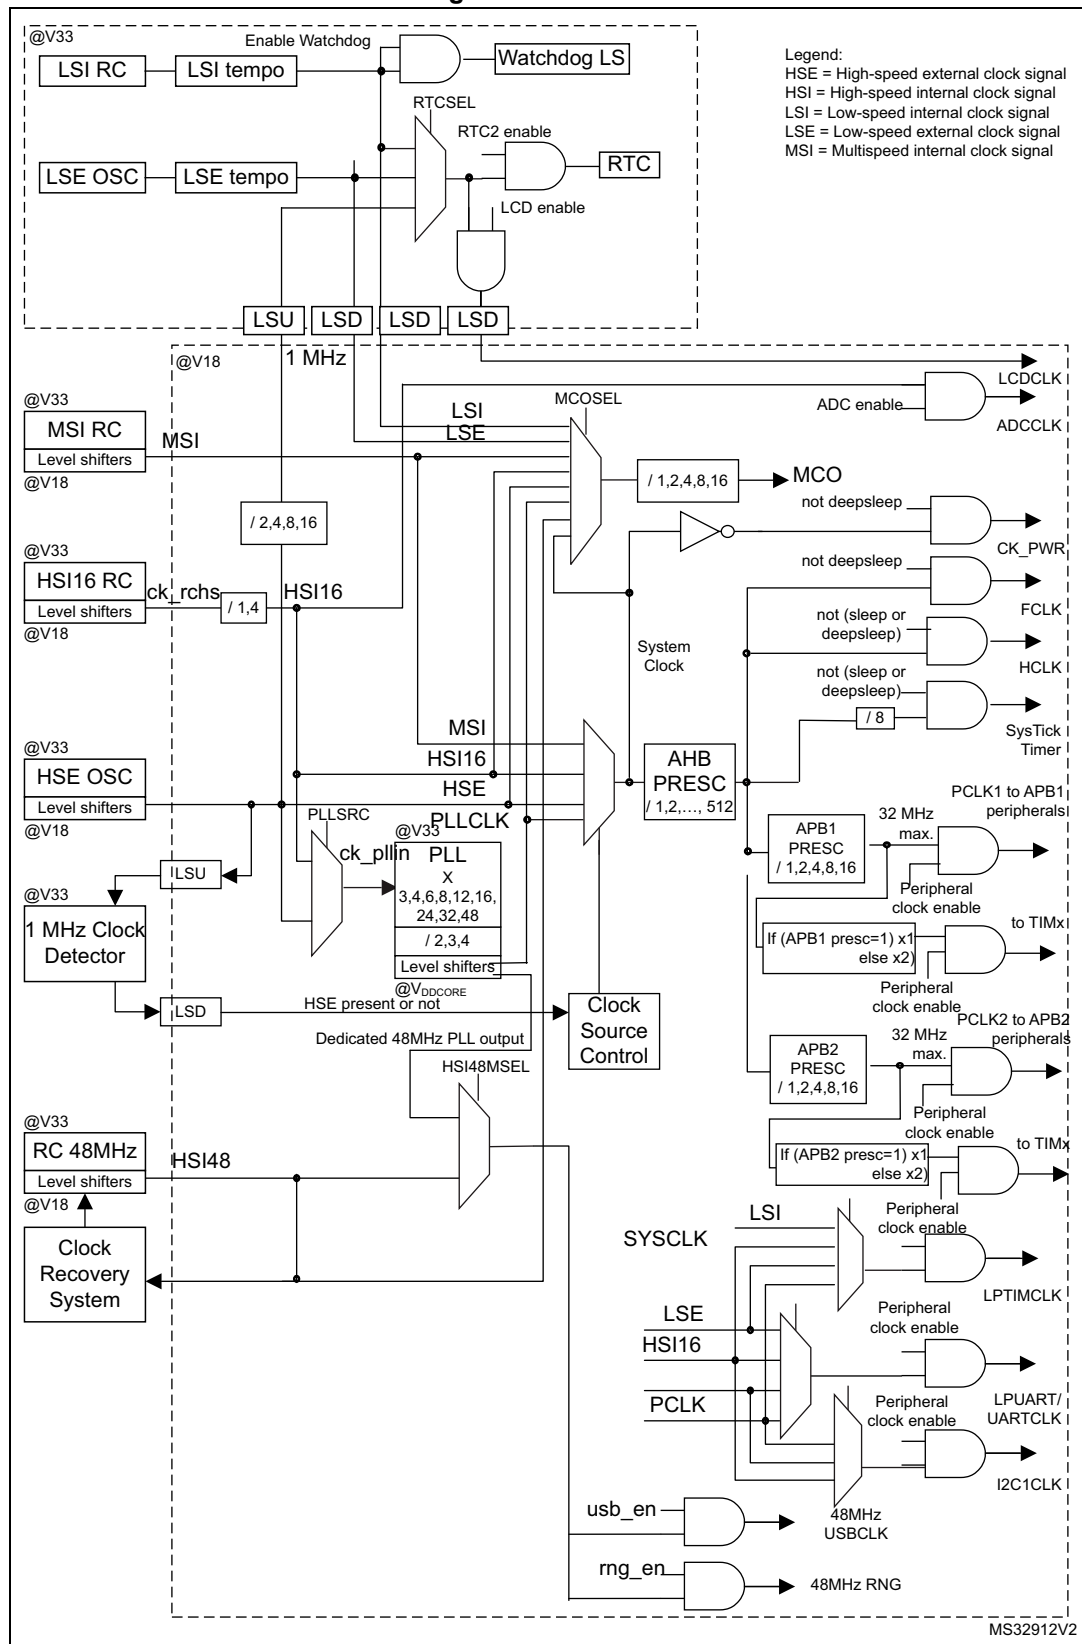 @V33
Enable Watchdog
LSI RC
LSI tempo
Watchdog LS
Legend:
HSE = High-speed external clock signal
HSI = High-speed internal clock signal
LSI = Low-speed internal clock signal
LSE = Low-speed external clock signal
MSI = Multispeed internal clock signal
RTCSEL
RTC2 enable
LSE OSC
LSE tempo
RTC
LCD enable
LSU
LSD
LSD
LSD
@V18
1 MHz
LCDCLK
@V33
MSI RC
Level shifters
@V18
MSI
LSI
LSE
MCOSEL
ADC enable
ADCCLK
/ 1,2,4,8,16
MCO
/ 2,4,8,16
not deepsleep
CK_PWR
@V33
HSI16 RC
Level shifters
@V18
ck_rchs
/ 1,4
HSI16
not deepsleep
FCLK
not (sleep or
deepsleep)
HCLK
System
Clock
not (sleep or
deepsleep)
/ 8
SysTick
Timer
@V33
HSE OSC
Level shifters
@V18
MSI
HSI16
HSE
PLLCLK
AHB
PRESC
/ 1,2,..., 512
PCLK1 to APB1
peripherals
32 MHz
max.
APB1
PRESC
/ 1,2,4,8,16
Peripheral
clock enable
PLLSRC
ck_pllin
@V33
PLL
X
3,4,6,8,12,16,
24,32,48
/ 2,3,4
Level shifters
@VDDCORE
LSU
@V33
1 MHz Clock
Detector
LSD
HSE present or not
Clock
Source
Control
If (APB1 presc=1) x1
else x2)
to TIMx
Peripheral
clock enable
PCLK2 to APB2
peripherals
32 MHz
max.
APB2
PRESC
/ 1,2,4,8,16
Peripheral
clock enable
Dedicated 48MHz PLL output
HSI48MSEL
@V33
RC 48MHz
Level shifters
@V18
HSI48
If (APB2 presc=1) x1
else x2)
to TIMx
Peripheral
clock enable
Clock
Recovery
System
LSI
SYSCLK
LPTIMCLK
LSE
HSI16
PCLK
Peripheral
clock enable
LPUART/
UARTCLK
Peripheral
clock enable
I2C1CLK
usb_en
48MHz
USBCLK
rng_en
48MHz RNG
MS32912V2